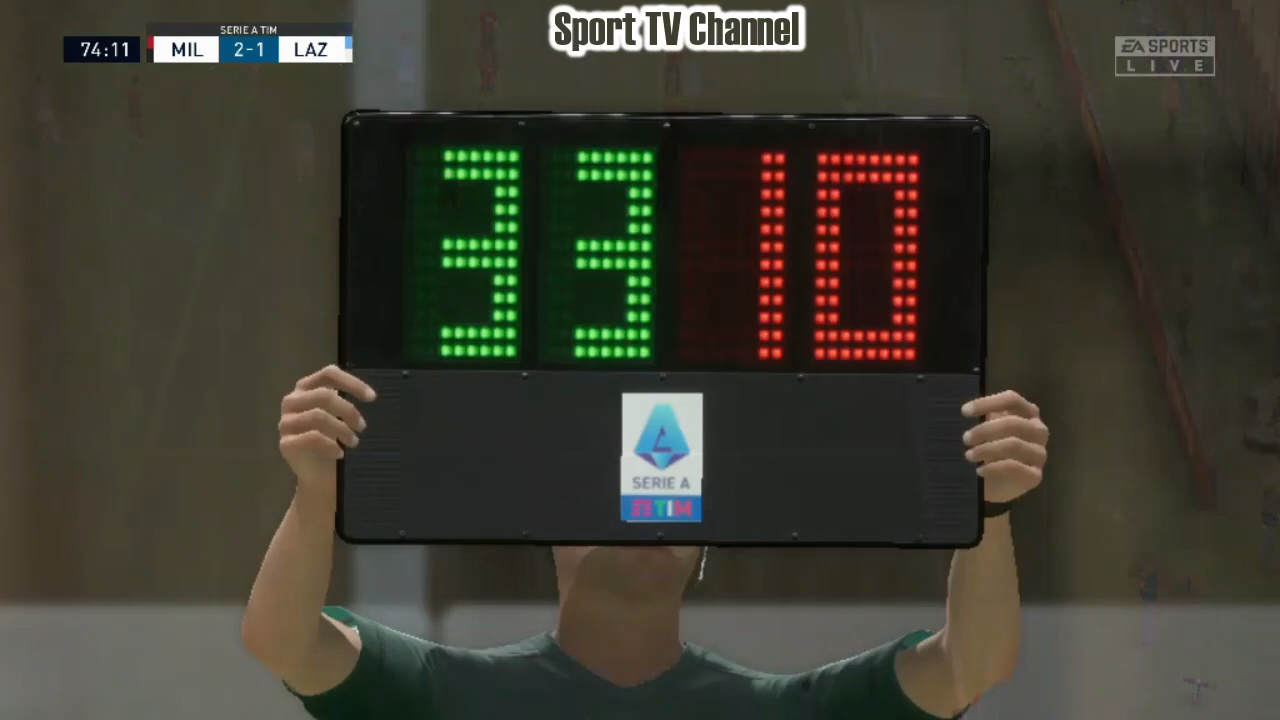 Sport TV Channel
SERIE A TIM
74:11 MIL 2-1 LAZ
EA SPORTS
LIVE
33 10
SERIE A
TIM